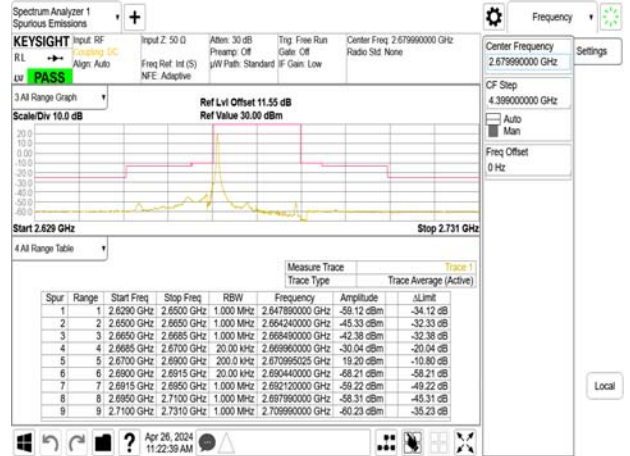 Spectrum Analyzer 1
Spurious Emissions
Frequency
KEYSIGHT Input: RF Input Z: 50 Ω Atten: 30 dB Trig: Free Run Center Freq: 2.679990000 GHz
RL Coupling: DC Preamp: Off Gate: Off Radio Std: None
Align: Auto Freq Ref: Int (S) µW Path: Standard IF Gain: Low
NFE: Adaptive
PASS
Center Frequency
2.679990000 GHz
Settings
CF Step
4.399000000 GHz
Auto
Man
Freq Offset
0 Hz
3 All Range Graph
Ref Lvl Offset 11.55 dB
Scale/Div 10.0 dB Ref Value 30.00 dBm
20.0
10.0
0.00
-10.0
-20.0
-30.0
-40.0
-50.0
-60.0
Start 2.629 GHz Stop 2.731 GHz
4 All Range Table
Measure Trace Trace 1
Trace Type Trace Average (Active)
Spur Range Start Freq Stop Freq RBW Frequency Amplitude ΔLimit
1 1 2.6290 GHz 2.6500 GHz 1.000 MHz 2.647890000 GHz -59.12 dBm -34.12 dB
2 2 2.6500 GHz 2.6650 GHz 1.000 MHz 2.664240000 GHz -45.33 dBm -32.33 dB
3 3 2.6650 GHz 2.6685 GHz 1.000 MHz 2.668490000 GHz -42.38 dBm -32.38 dB
4 4 2.6685 GHz 2.6700 GHz 20.00 kHz 2.669960000 GHz -30.04 dBm -20.04 dB
5 5 2.6700 GHz 2.6900 GHz 200.0 kHz 2.670995025 GHz 19.20 dBm -10.80 dB
6 6 2.6900 GHz 2.6915 GHz 20.00 kHz 2.690440000 GHz -68.21 dBm -58.21 dB
7 7 2.6915 GHz 2.6950 GHz 1.000 MHz 2.692120000 GHz -59.22 dBm -49.22 dB
8 8 2.6950 GHz 2.7100 GHz 1.000 MHz 2.697990000 GHz -58.31 dBm -45.31 dB
9 9 2.7100 GHz 2.7310 GHz 1.000 MHz 2.709990000 GHz -60.23 dBm -35.23 dB
Local
Apr 26, 2024
11:22:39 AM